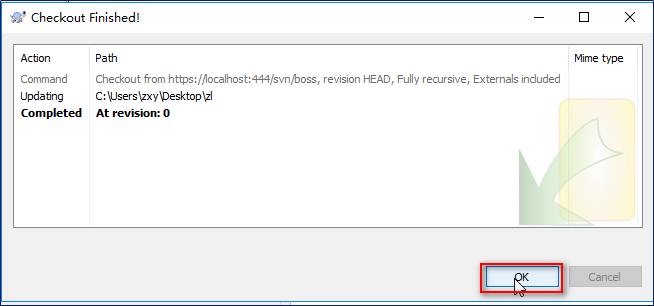 Checkout Finished!
Action Path Mime type
Command Checkout from https://localhost:444/svn/boss, revision HEAD, Fully recursive, Externals included
Updating C:\Users\zxy\Desktop\zl
Completed At revision: 0
OK Cancel